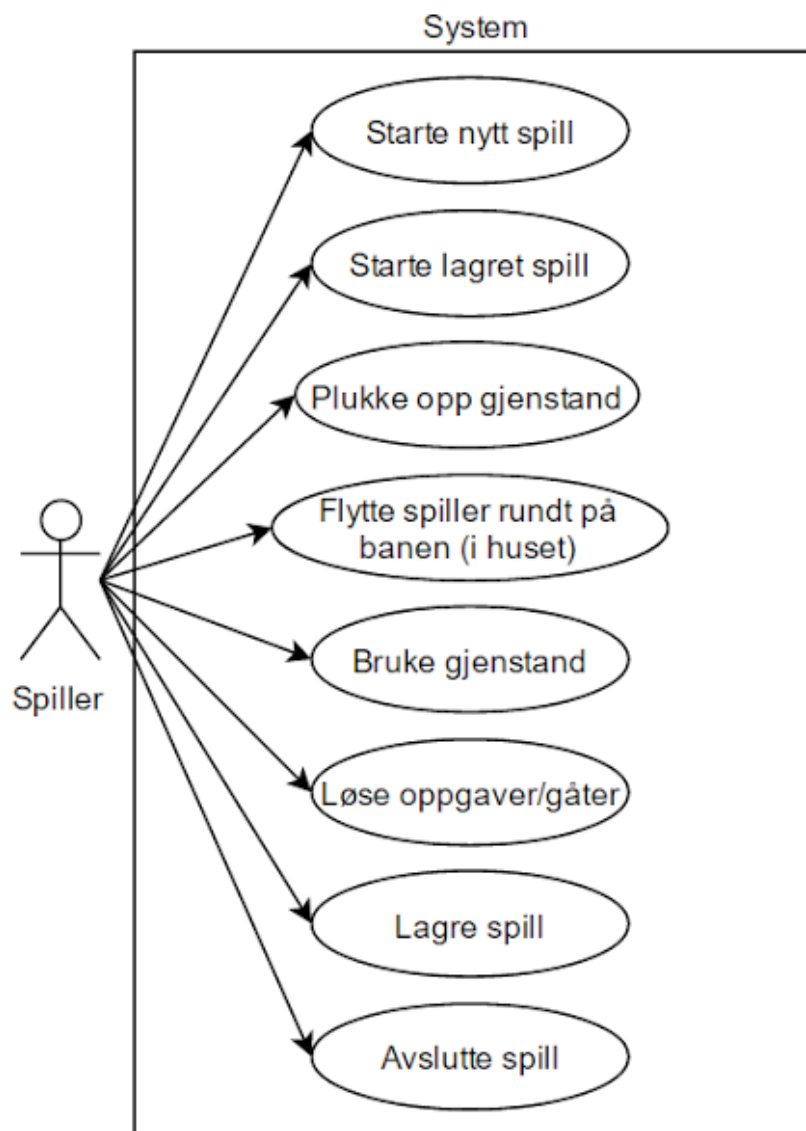 System
Starte nytt spill
Starte lagret spill
Plukke opp gjenstand
Flytte spiller rundt på
banen (i huset)
Bruke gjenstand
Spiller
Løse oppgaver/gåter
Lagre spill
Avslutte spill